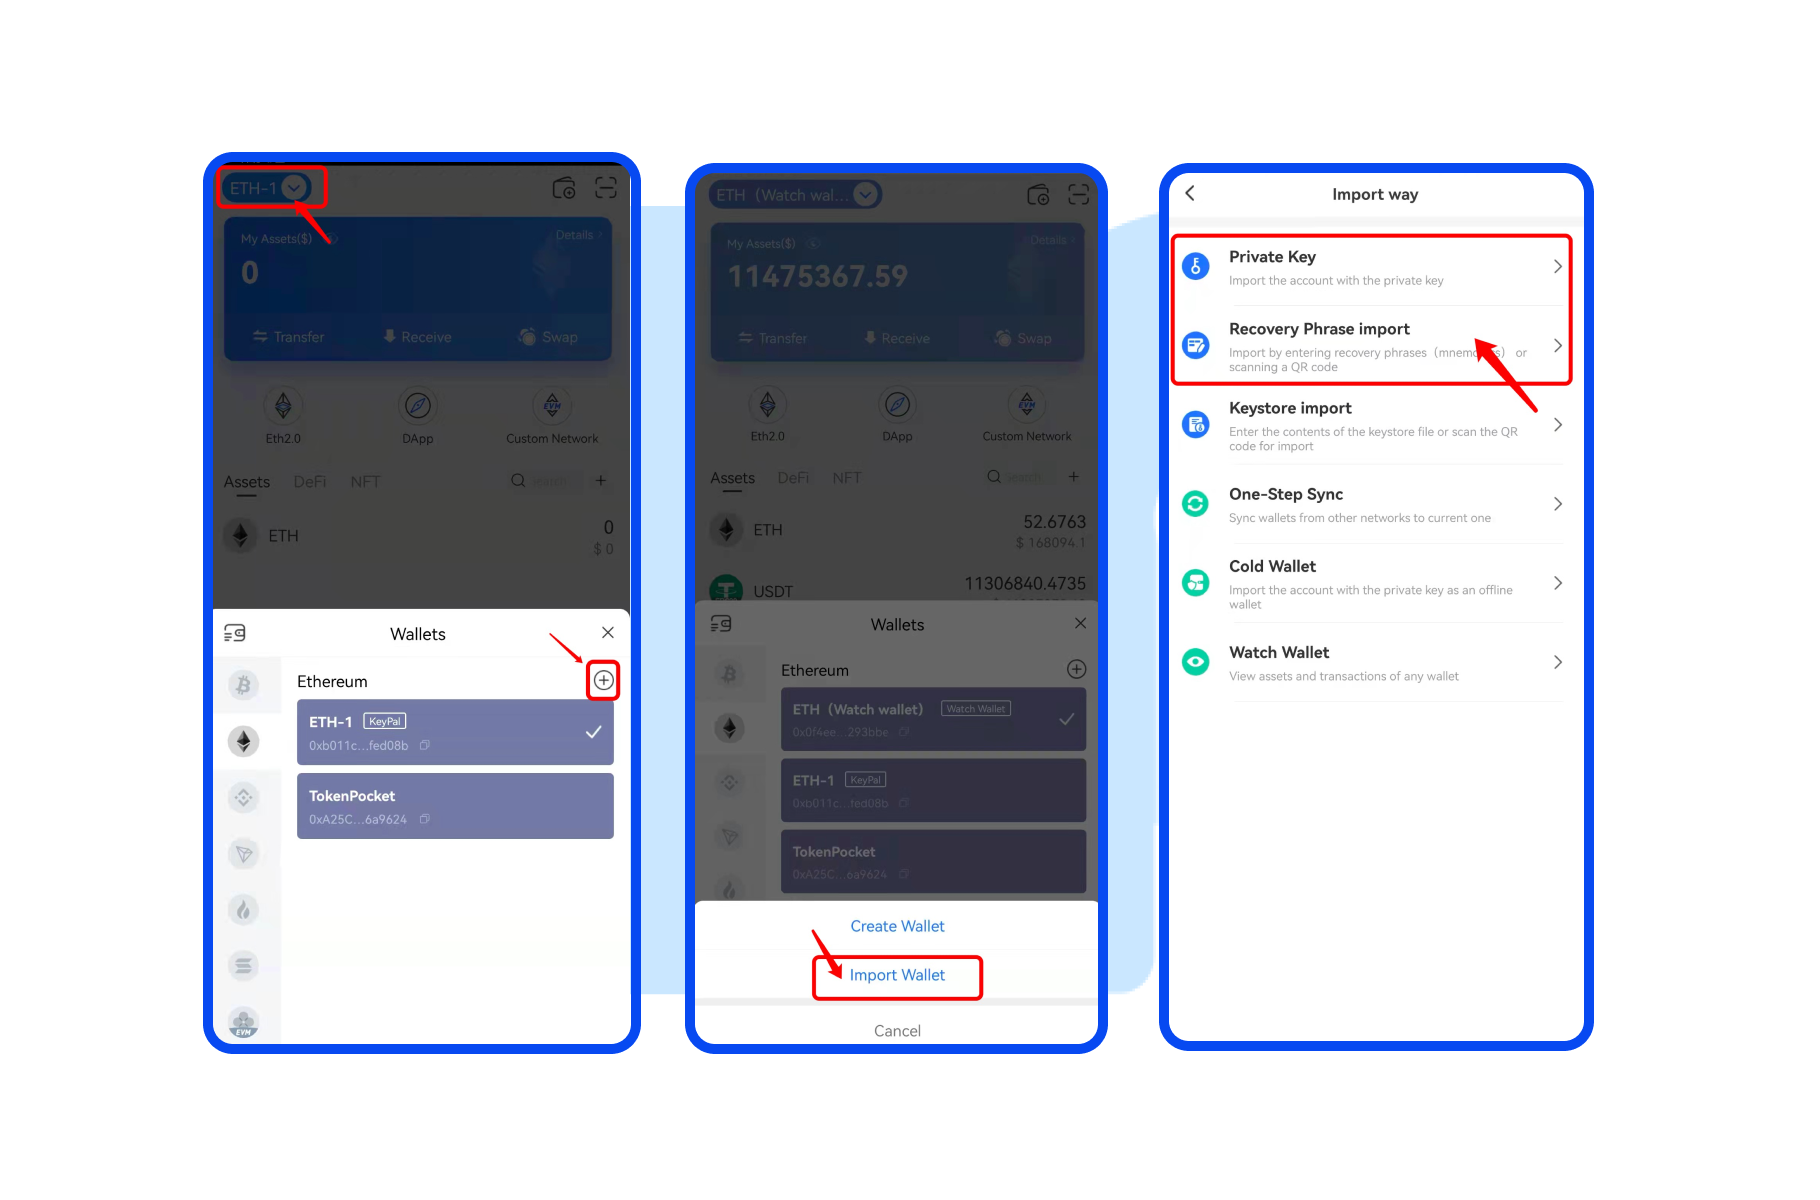 ETH-1
My Assets($)
Details
0
Transfer
Receive
Swap
Eth2.0
DApp
Custom Network
Assets
DeFi
NFT
Search
ETH
0
$ 0
Wallets
Ethereum
ETH-1
KeyPal
0xb011c...fed08b
TokenPocket
0xA25C...6a9624
EVM
ETH（Watch wal...
My Assets($)
Details
11475367.59
Transfer
Receive
Swap
Eth2.0
DApp
Custom Network
Assets
DeFi
NFT
Search
ETH
52.6763
$ 168094.1
USDT
11306840.4735
Wallets
Ethereum
ETH（Watch wallet）
Watch Wallet
0x0f4ee...293bbe
ETH-1
KeyPal
0xb011c...fed08b
TokenPocket
0xA25C...6a9624
Create Wallet
Import Wallet
Cancel
Import way
Private Key
Import the account with the private key
Recovery Phrase import
Import by entering recovery phrases（mnemonics） or
scanning a QR code
Keystore import
Enter the contents of the keystore file or scan the QR
code for import
One-Step Sync
Sync wallets from other networks to current one
Cold Wallet
Import the account with the private key as an offline
wallet
Watch Wallet
View assets and transactions of any wallet